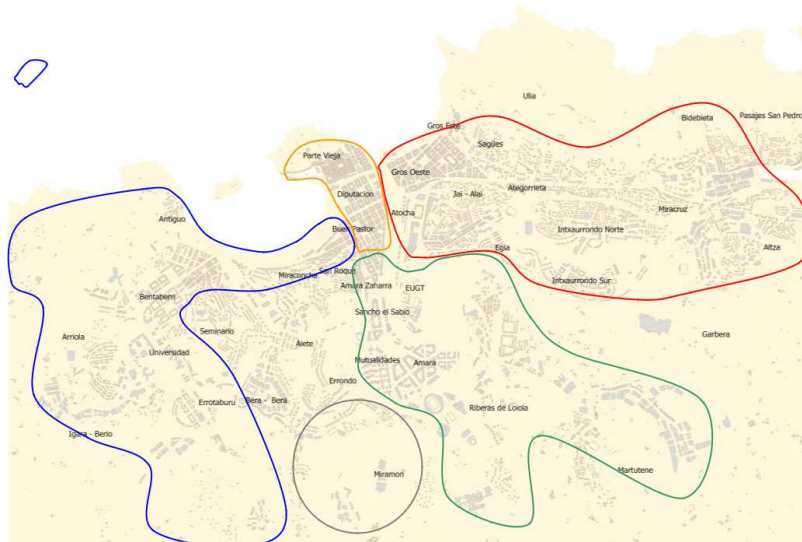 Ulia
Bidebieta
Pasajes San Pedro
Gros Este
Sagües
Parte Vieja
Gros Oeste
Ategorrieta
Diputacion
Jai - Alai
Miracruz
Atocha
Antiguo
Buen Pastor
Intxaurrondo Norte
Egia
Altza
San Roque
Miraconcha
Intxaurrondo Sur
Amara Zaharra
EUGT
Bentaberri
Sancho el Sabio
Seminario
Garbera
Arriola
Aiete
Universidad
Mutualidades
Amara
Errondo
Errotaburu
Bera - Bera
Riberas de Loiola
Igara - Berio
Martutene
Miramon